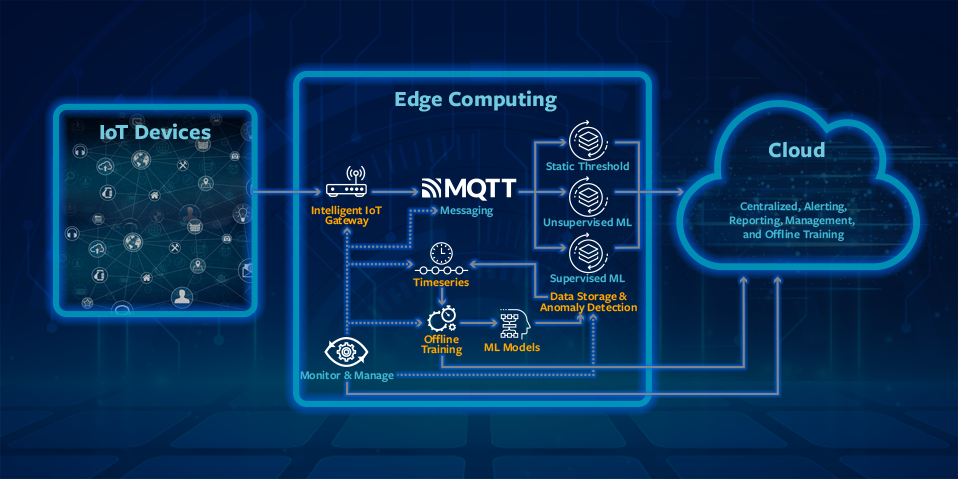 IoT Devices
Edge Computing
Intelligent IoT
Gateway
MQTT
Messaging
Static Threshold
Unsupervised ML
Supervised ML
Data Storage &
Anomaly Detection
Timeseries
Offline
Training
ML Models
Monitor & Manage
Cloud
Centralized, Alerting,
Reporting, Management,
and Offline Training